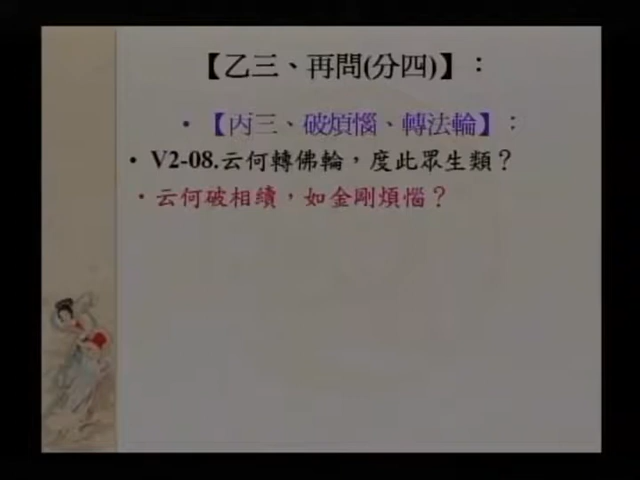 【乙三、再問(分四)】：
•【丙三、破煩惱、轉法輪】：
• V2-08.云何轉佛輪，度此眾生類？
• 云何破相續，如金剛煩惱？